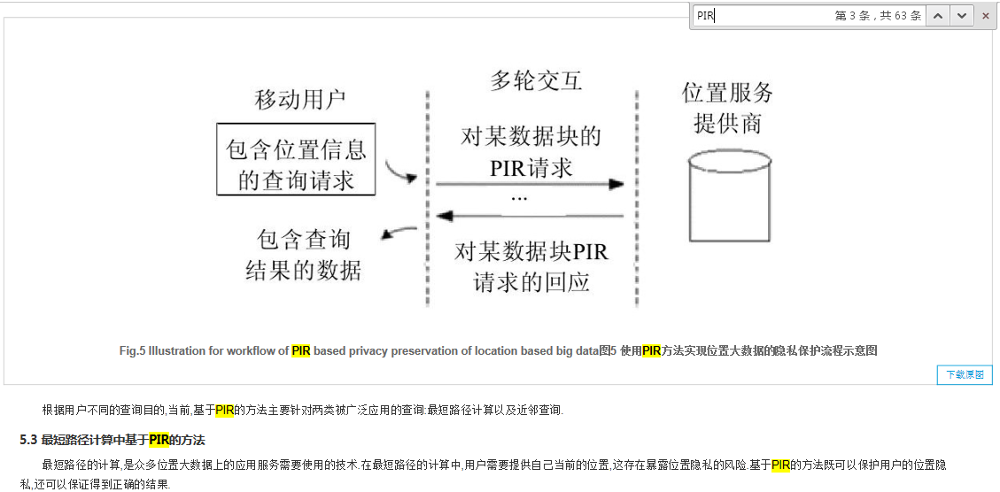 PIR
第 3 条 , 共 63 条
移动用户
包含位置信息
的查询请求
包含查询
结果的数据
多轮交互
对某数据块的
PIR请求
...
对某数据块PIR
请求的回应
位置服务
提供商
Fig.5 Illustration for workflow of PIR based privacy preservation of location based big data图5 使用PIR方法实现位置大数据的隐私保护流程示意图
下载原图
根据用户不同的查询目的,当前,基于PIR的方法主要针对两类被广泛应用的查询:最短路径计算以及近邻查询.
5.3 最短路径计算中基于PIR的方法
最短路径的计算,是众多位置大数据上的应用服务需要使用的技术.在最短路径的计算中,用户需要提供自己当前的位置,这存在暴露位置隐私的风险.基于PIR的方法既可以保护用户的位置隐
私,还可以保证得到正确的结果.